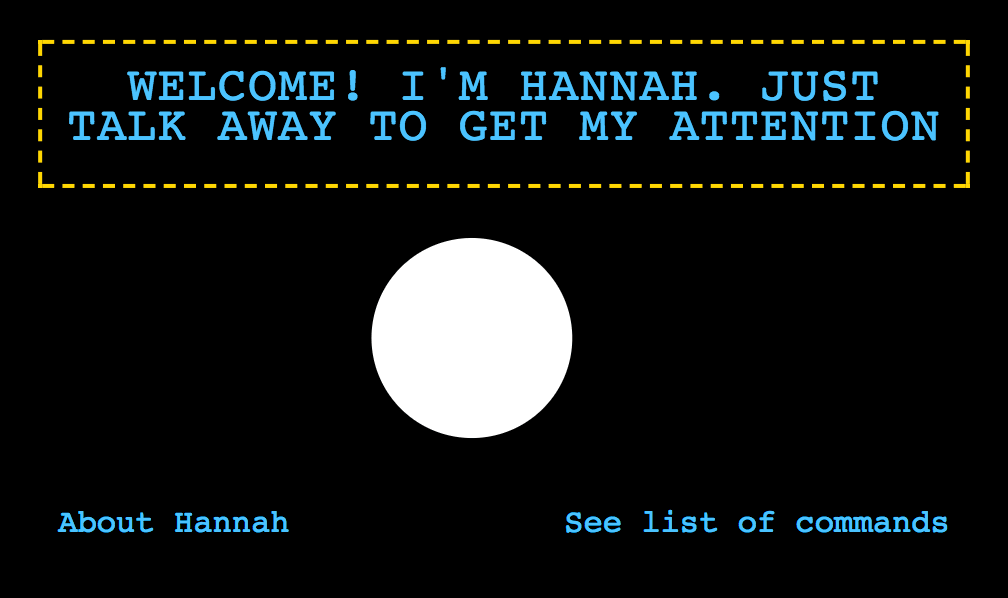 WELCOME! I'M HANNAH. JUST
TALK AWAY TO GET MY ATTENTION
About Hannah
See list of commands